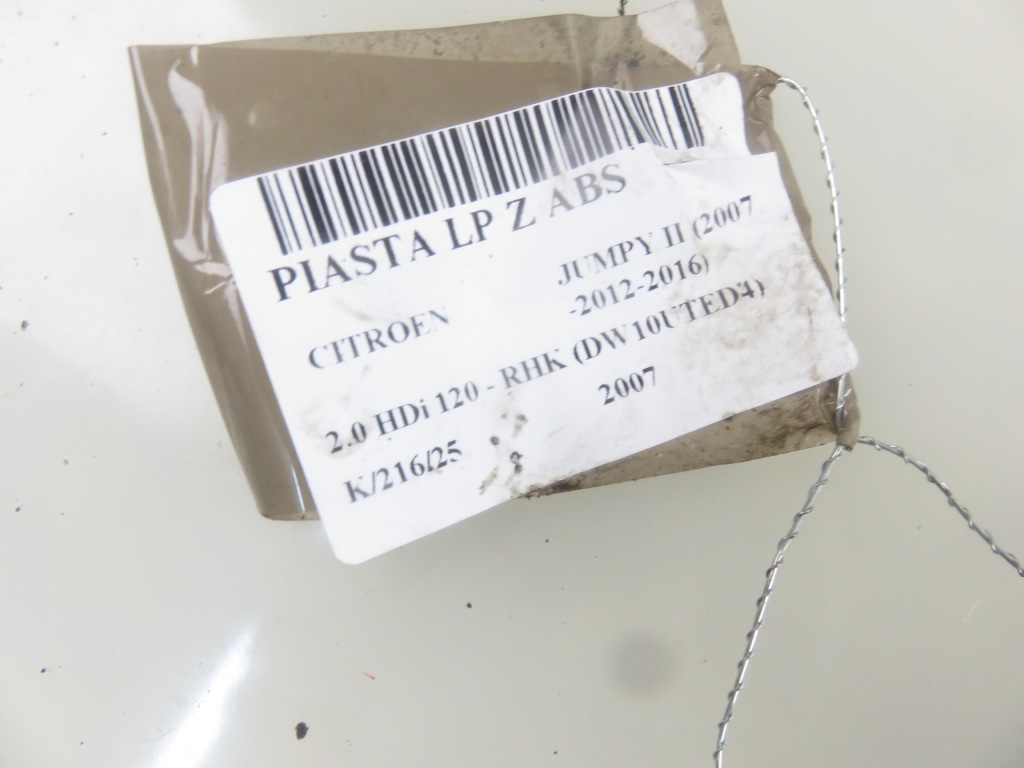 PIASTA LP Z ABS
CITROEN
JUMPY II (2007
-2012-2016)
2.0 HDi 120 - RHK (DW10UTED4)
K/216/25
2007